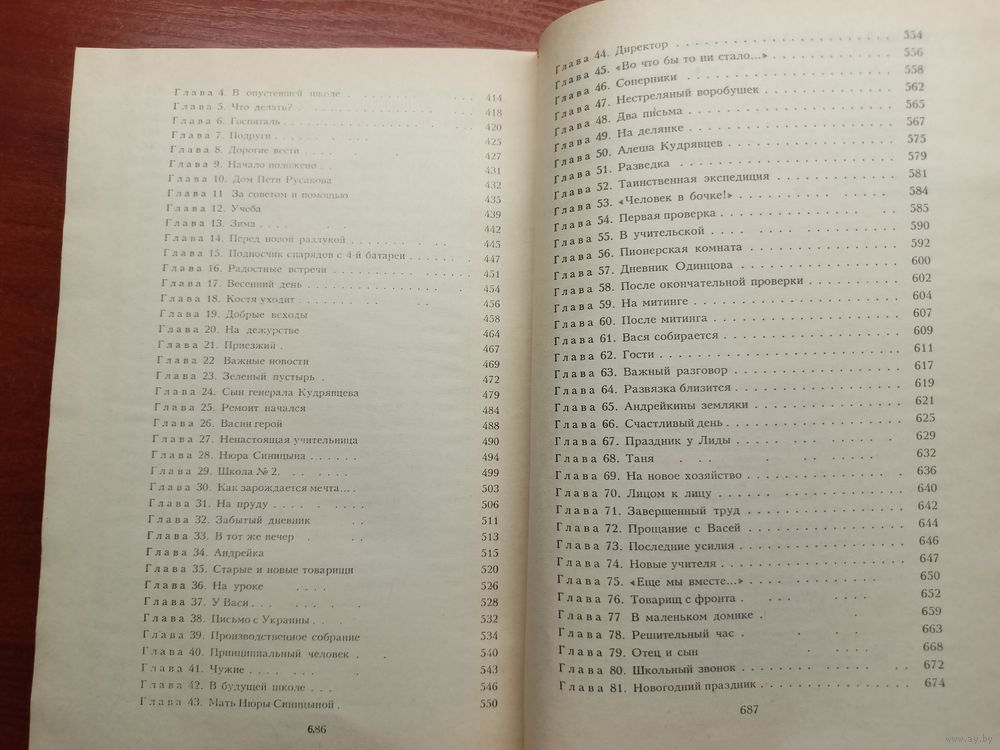 Глава 4. В опустевшей школе . . . . . . . 414
Глава 5. Что делать? . . . . . . . 418
Глава 6. Госпиталь . . . . . . . 420
Глава 7. Подруги . . . . . . . 425
Глава 8. Дорогие вести . . . . . . . 427
Глава 9. Начало положено . . . . . . . 431
Глава 10. Дом Пети Русакова 432
Глава 11 За советом и помощью 435
Глава 12. Учеба 439
Глава 13. Зима . . . . . . . 442
Глава 14. Перед новой разлукой . . . . . . . 445
Глава 15. Подносчик снарядов с 4-й батареи . . . . . . . 447
Глава 16. Радостные встречи . . . . . . . 451
Глава 17. Весенний день . . . . . . . 454
Глава 18. Костя уходит . . . . . . . 456
Глава 19. Добрые всходы 458
Глава 20. На дежурстве 464
Глава 21. Приезжий . 467
Глава 22 Важные новости 469
Глава 23. Зеленый пустырь . 472
Глава 24. Сын генерала Кудрявцева 479
Глава 25. Ремонт начался 484
Глава 26. Васин герой 488
Глава 27. Ненастоящая учительница 490
Глава 28. Нюра Синицына . . . . . . 494
Глава 29. Школа № 2. . . . . . . 499
Глава 30. Как зарождается мечта... . 503
Глава 31. На пруду . . . . . . . 506
Глава 32. Забытый дневник . . 511
Глава 33. В тот же вечер . . . 513
Глава 34. Андрейка 515
Глава 35. Старые и новые товарищи 520
Глава 36. На уроке . . . . 526
Глава 37. У Васи . . . . . . . 528
Глава 38. Письмо с Украины . . . 532
Глава 39. Производственное собрание 534
Глава 40. Принципиальный человек . . 540
Глава 41. Чужие . . . . . . . 543
Глава 42. В будущей школе . . . 546
Глава 43. Мать Нюры Синицыной . 550
686
Глава 44. Директор . . . . . . . 554
Глава 45. «Во что бы то ни стало...» . . . . . . . 556
Глава 46. Соперники . . . . . . . 558
Глава 47. Нестреляный воробушек . . . . . . . 562
Глава 48. Два письма . . . . . . . 565
Глава 49. На делянке . . . . . . . 567
Глава 50. Алеша Кудрявцев . . . . . . . 575
Глава 51. Разведка . . . . . . . 579
Глава 52. Таинственная экспедиция . . . . . . . 581
Глава 53. «Человек в бочке!» . . . . . . . 584
Глава 54. Первая проверка . . . . . . . 585
Глава 55. В учительской . . . . . . . 590
Глава 56. Пионерская комната . . . . . . . 592
Глава 57. Дневник Одинцова . . . . . . . 600
Глава 58. После окончательной проверки . . . . . . . 602
Глава 59. На митинге . . . . . . . 604
Глава 60. После митинга . . . . . . . 607
Глава 61. Вася собирается . . . . . . . 609
Глава 62. Гости . . . . . . . 611
Глава 63. Важный разговор . . . . . . . 617
Глава 64. Развязка близится . . . . . . . 619
Глава 65. Андрейкины земляки . . . . . . . 621
Глава 66. Счастливый день . . . . . . . 625
Глава 67. Праздник у Лиды . . . . . . . 629
Глава 68. Таня . . . . . . . 632
Глава 69. На новое хозяйство . . . . . . . 636
Глава 70. Лицом к лицу . . . . . . . 640
Глава 71. Завершенный труд . . . . . . . 642
Глава 72. Прощание с Васей . . . . . . . 644
Глава 73. Последние усилия . . . . . . . 646
Глава 74. Новые учителя . . . . . . . 647
Глава 75. «Еще мы вместе...» . . . . . . . 650
Глава 76. Товарищ с фронта . . . . . . . 652
Глава 77 В маленьком домике . . 659
Глава 78. Решительный час . . . 663
Глава 79. Отец и сын . . . . . . . 668
Глава 80. Школьный звонок . . . . . . . 672
Глава 81. Новогодний праздник . . . . . . . 674
687
www.ay.by